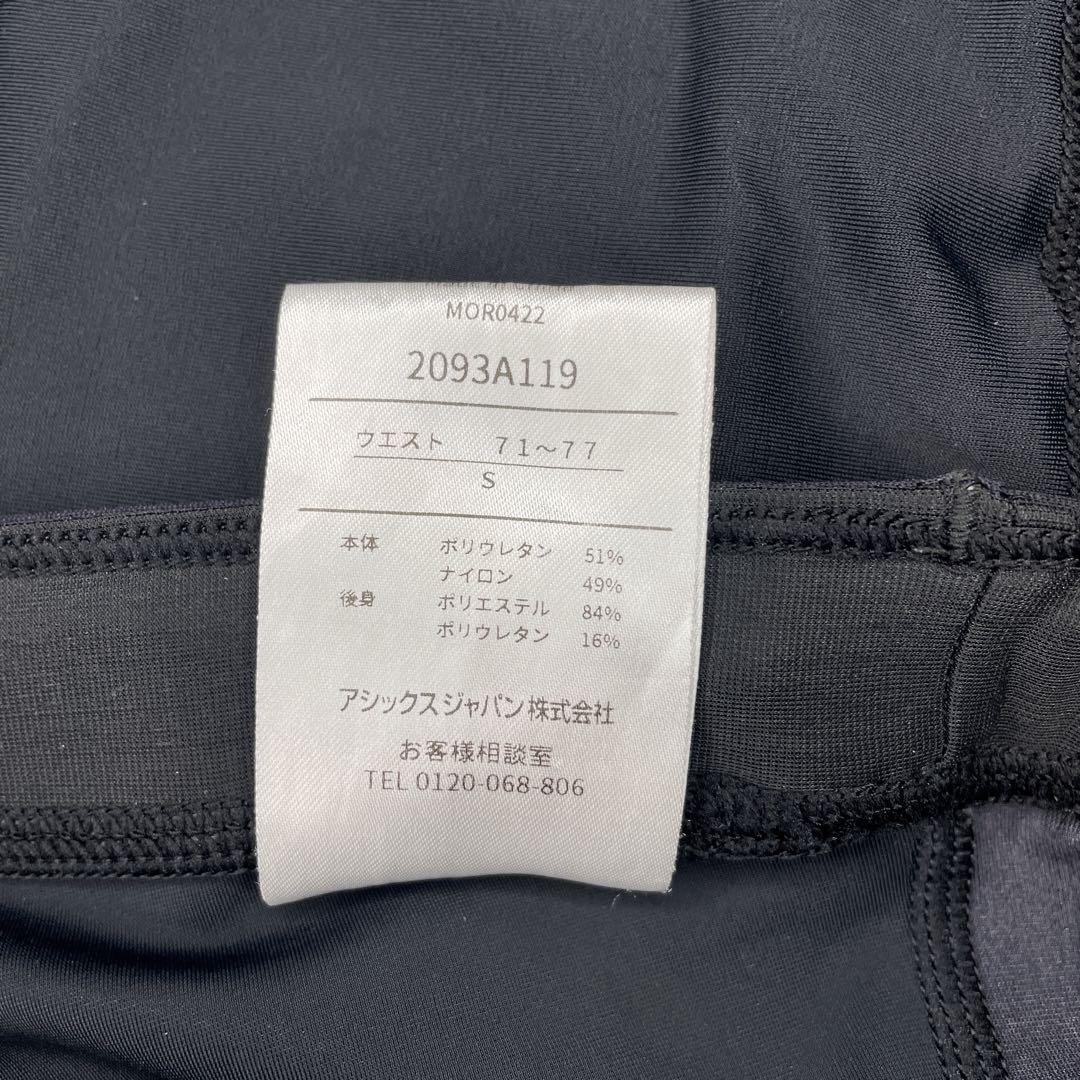 MOR0422
2093A119
ウエスト 71～77
S
本体 ポリウレタン 51%
ナイロン 49%
後身 ポリエステル 84%
ポリウレタン 16%
アシックスジャパン株式会社
お客様相談室
TEL 0120-068-806